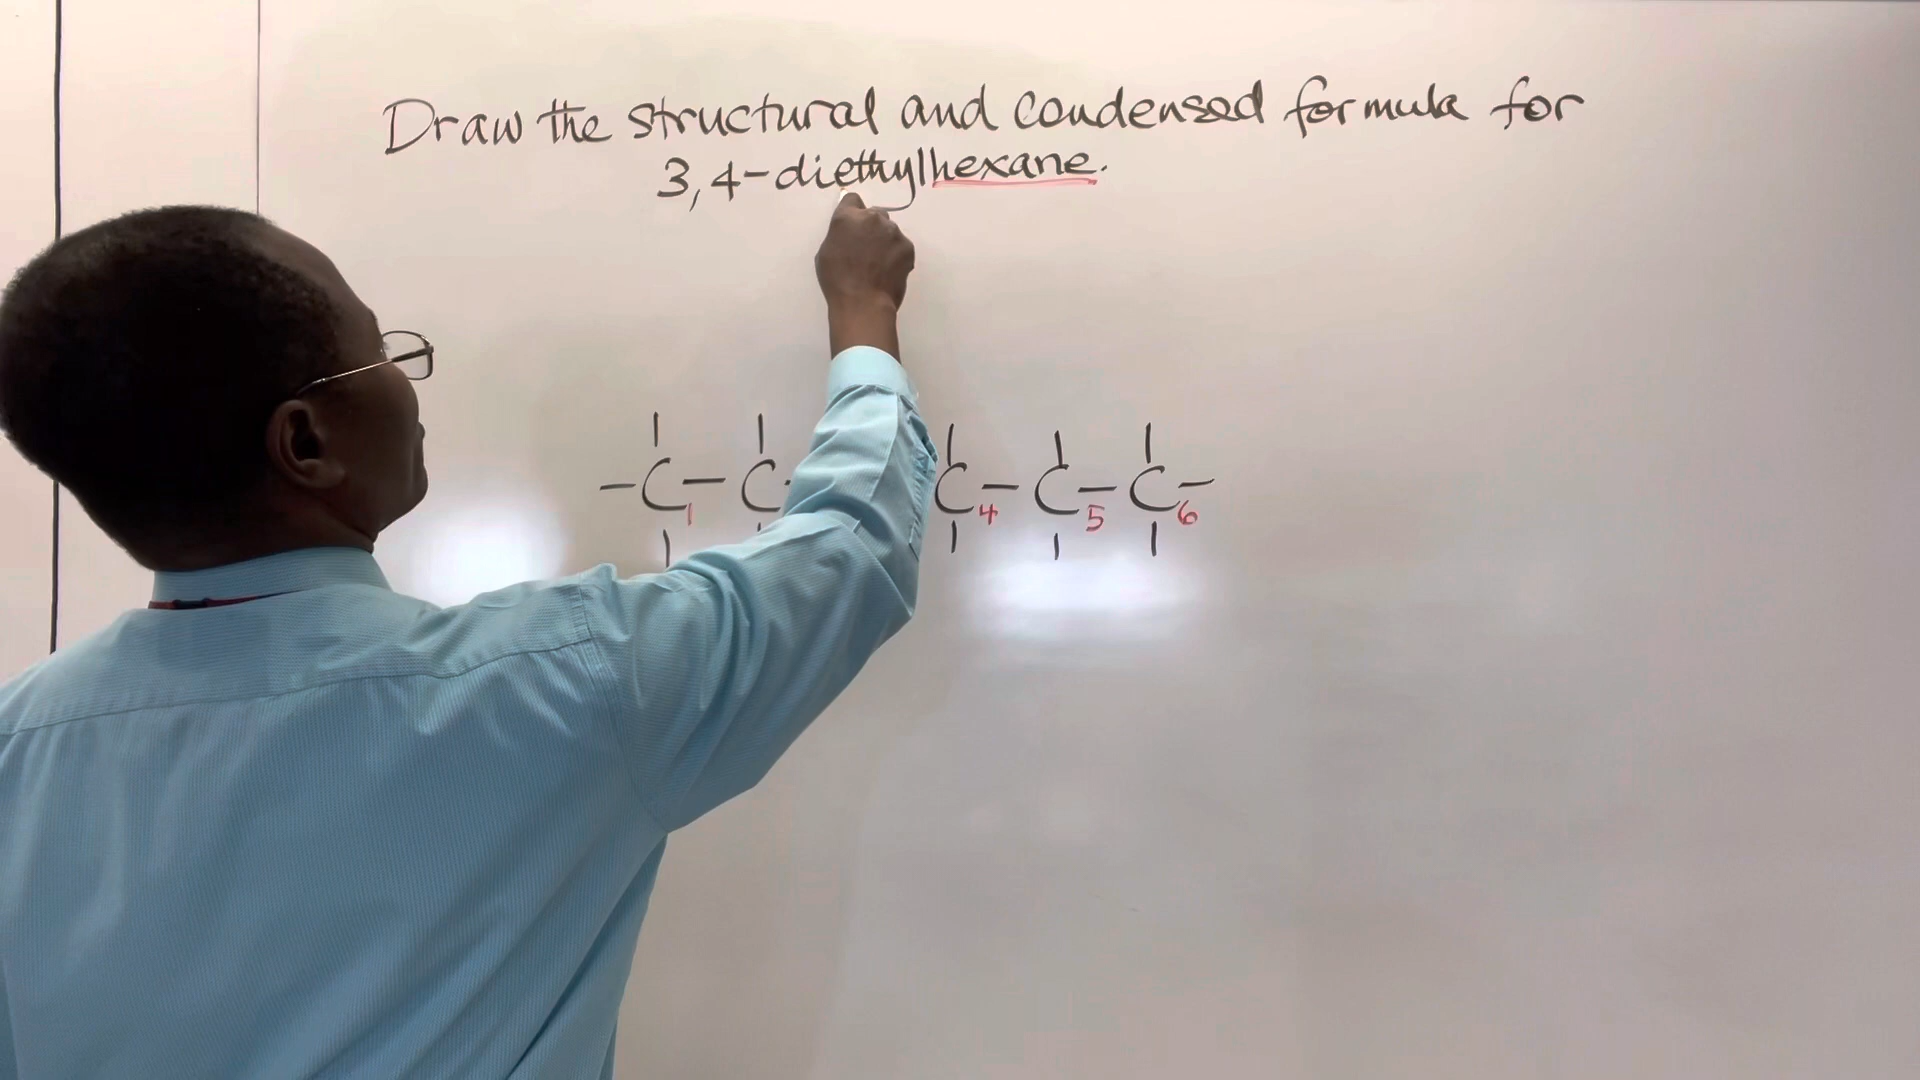 Draw the structural and condensed formula for
3,4-diethylhexane.
-C-C C-C-C-
1 4 5 6